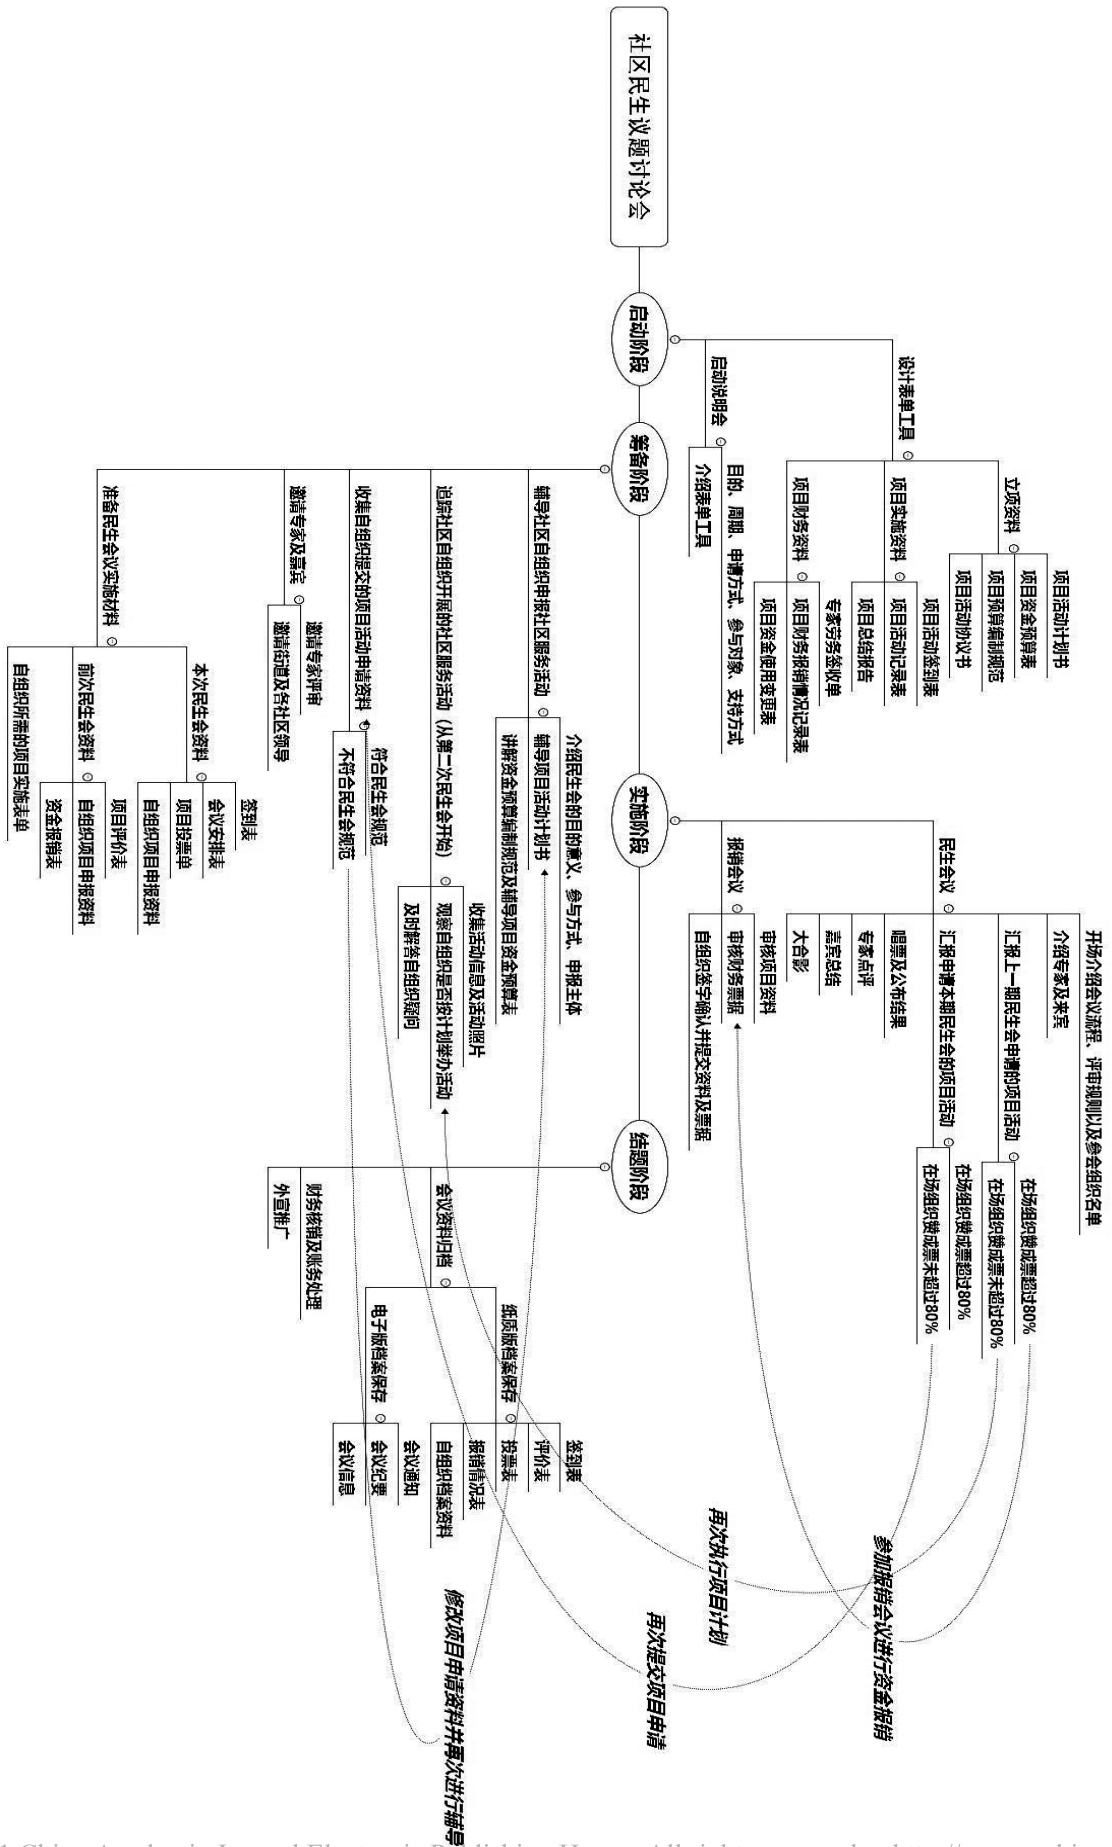 社区民生议题讨论会
启动阶段
设计表单工具
立项资料
项目活动计划书
项目资金预算表
项目预算编制规范
项目活动协议书
项目实施资料
项目活动签到表
项目活动记录表
项目总结报告
项目财务资料
专家劳务签收单
项目财务报销情况记录表
项目资金使用变更表
启动说明会
目的、周期、申请方式、参与对象、支持方式
介绍表单工具
筹备阶段
辅导社区自组织申报社区服务活动
介绍民生会的目的意义、参与方式、申报主体
辅导项目活动计划书
讲解资金预算编制规范及辅导项目资金预算表
追踪社区自组织开展的社区服务活动（从第二次民生会开始）
收集活动信息及活动照片
观察自组织是否按计划举办活动
及时解答自组织疑问
收集自组织提交的项目活动申请资料
符合民生会规范
不符合民生会规范
邀请专家及嘉宾
邀请专家评审
邀请街道及各社区领导
准备民生会议实施材料
本次民生会资料
签到表
会议安排表
项目投票单
自组织项目申报资料
前次民生会资料
项目评价表
自组织项目申报资料
资金报销表
自组织所需的项目实施表单
实施阶段
民生会议
开场介绍会议流程、评审规则以及参会组织名单
介绍专家及来宾
汇报上一期民生会申请的项目活动
在场组织赞成票超过80%
在场组织赞成票未超过80%
汇报申请本期民生会的项目活动
在场组织赞成票超过80%
在场组织赞成票未超过80%
唱票及公布结果
专家点评
嘉宾总结
大合影
报销会议
审核项目资料
审核财务票据
自组织签字确认并提交资料及票据
结题阶段
会议资料归档
纸质版档案保存
签到表
评价表
投票表
报销情况表
自组织档案资料
电子版档案保存
会议通知
会议纪要
会议信息
财务核销及账务处理
外宣推广
参加报销会议进行资金报销
再次执行项目计划
再次提交项目申请
修改项目申请资料并再次进行辅导